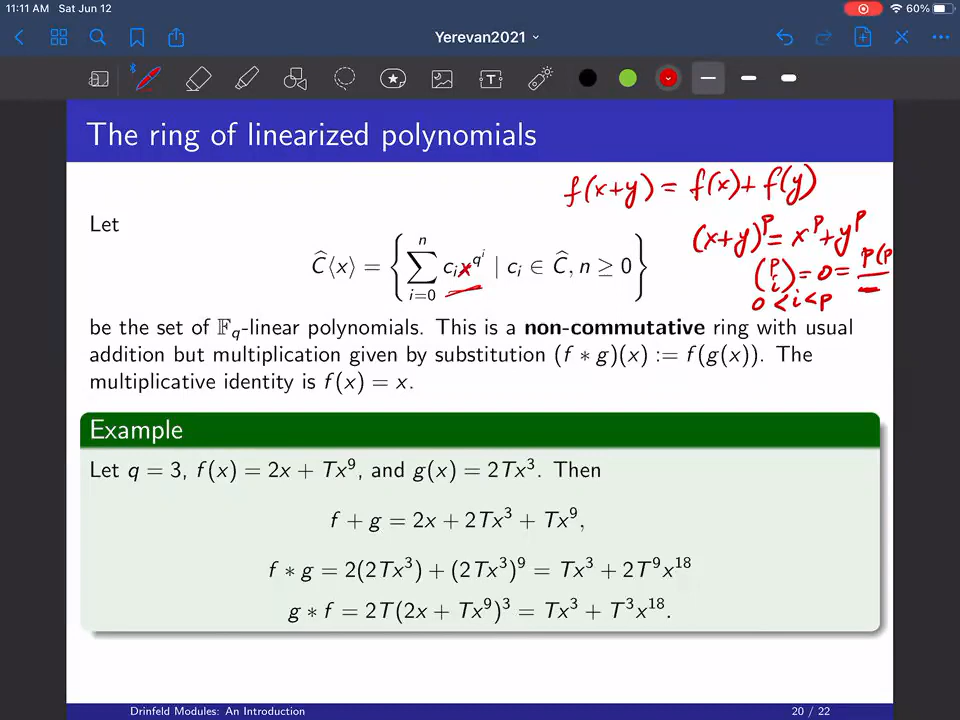 11:11 AM Sat Jun 12
60%
Yerevan2021
T
The ring of linearized polynomials
f(x+y) = f(x)+f(y)
Let
(x+y)^p = x^p + y^p
Ĉ⟨x⟩ = { ∑_{i=0}^{n} c_i x^{q^i} | c_i ∈ Ĉ, n ≥ 0 }
(p i) = 0 = p(p
0 < i < p
be the set of 𝔽_q-linear polynomials. This is a non-commutative ring with usual
addition but multiplication given by substitution (f ∗ g)(x) := f(g(x)). The
multiplicative identity is f(x) = x.
Example
Let q = 3, f(x) = 2x + Tx^9, and g(x) = 2Tx^3. Then
f + g = 2x + 2Tx^3 + Tx^9,
f ∗ g = 2(2Tx^3) + (2Tx^3)^9 = Tx^3 + 2T^9x^18
g ∗ f = 2T(2x + Tx^9)^3 = Tx^3 + T^3x^18.
Drinfeld Modules: An Introduction
20 / 22